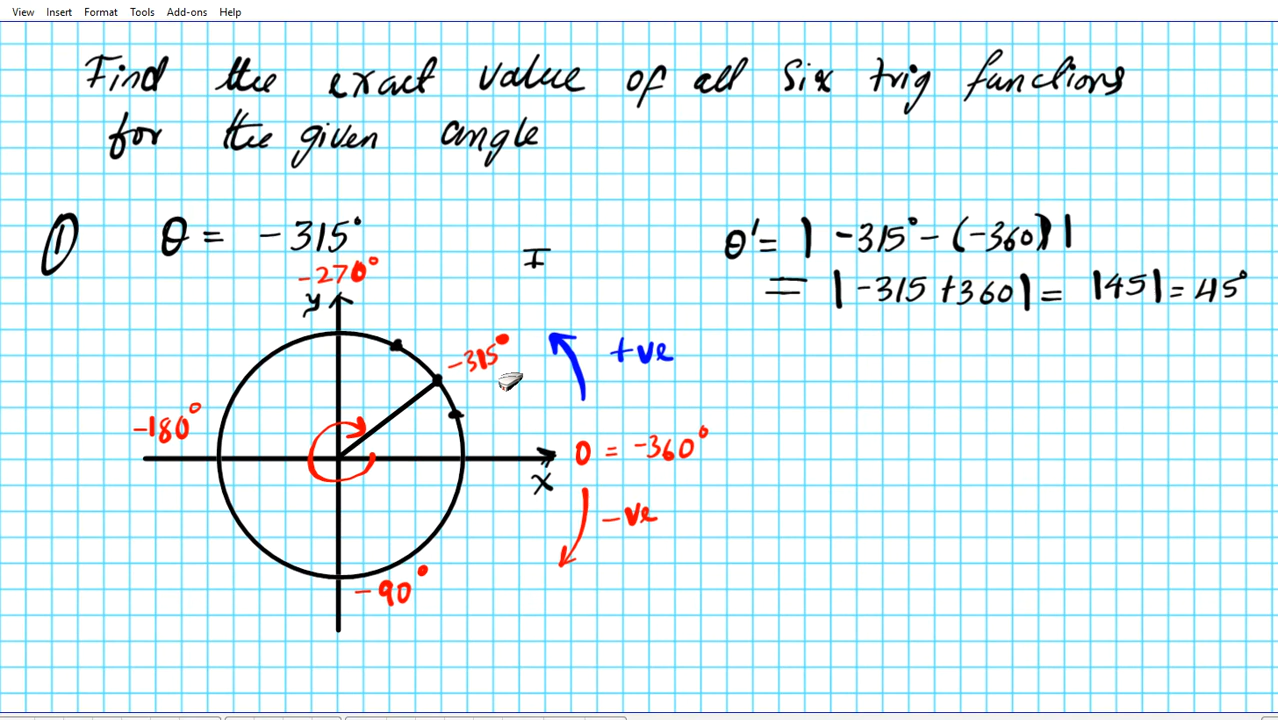 View Insert Format Tools Add-ons Help
Find the exact value of all six trig functions
for the given angle
① θ = -315°
I
θ' = | -315° - (-360) |
= | -315 + 360 | = |45| = 45°
-270°
y
-315°
+ve
-180°
0 = -360°
x
-ve
-90°